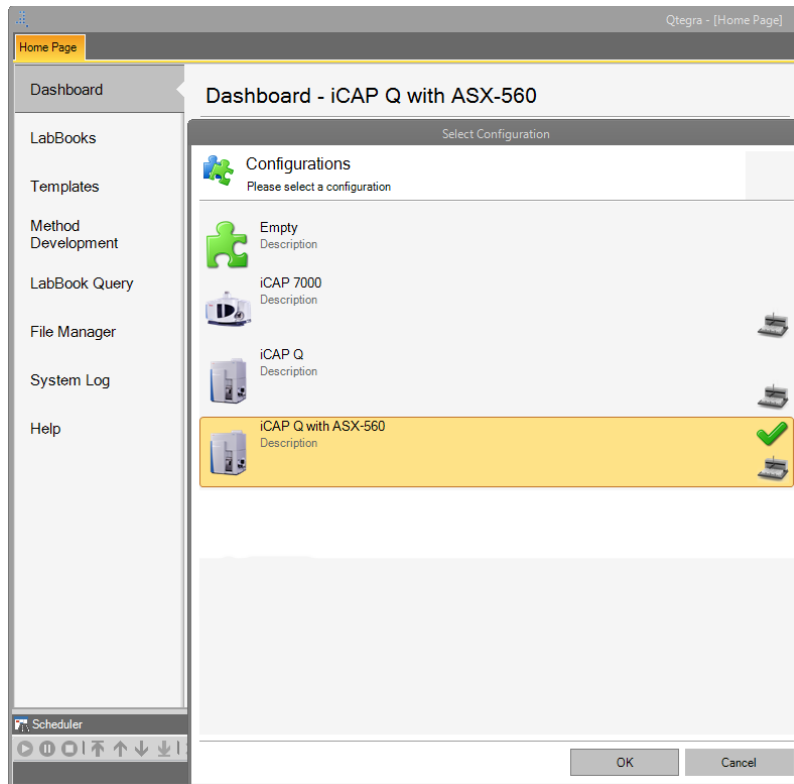 Qtegra - [Home Page]
Home Page
Dashboard
LabBooks
Templates
Method
Development
LabBook Query
File Manager
System Log
Help
Dashboard - iCAP Q with ASX-560
Select Configuration
Configurations
Please select a configuration
Empty
Description
iCAP 7000
Description
iCAP Q
Description
iCAP Q with ASX-560
Description
Scheduler
OK
Cancel